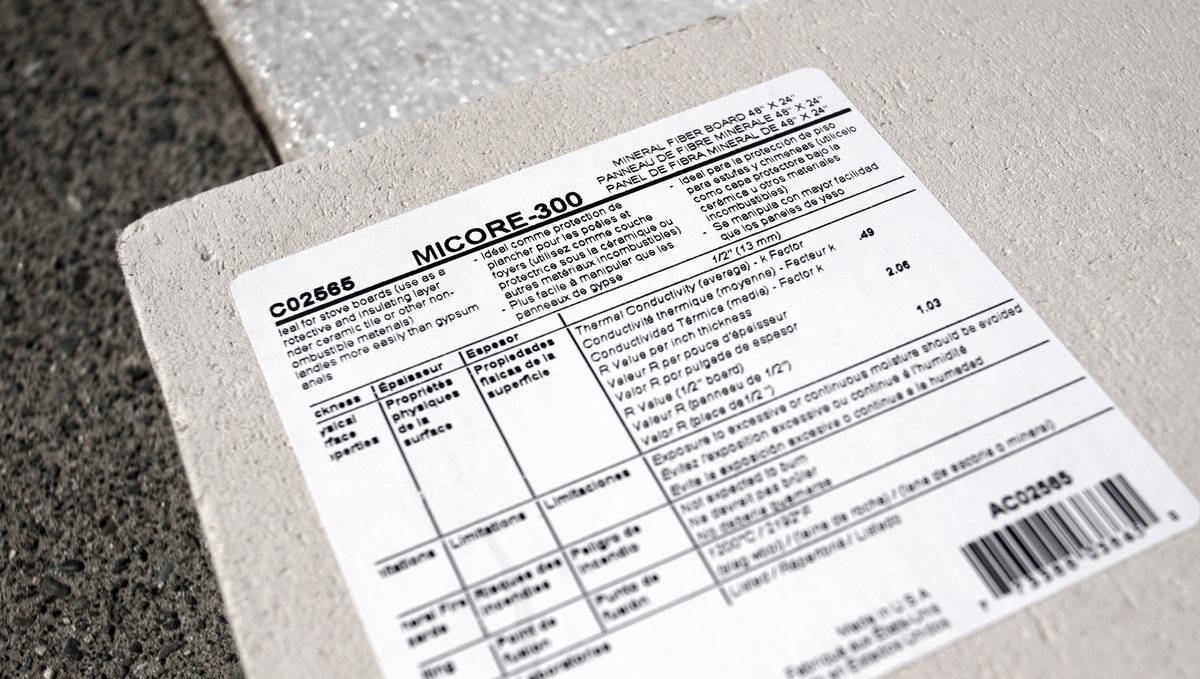 MINERAL FIBER BOARD 48" X 24"
PANNEAU DE FIBRE MINÉRALE 48" X 24"
PANEL DE FIBRA MINERAL DE 48" X 24"
C02565
MICORE-300
ieal for stove boards (use as a
rotective and insulating layer
nder ceramic tile or other non-
ombustible materials)
landles more easily than gypsum
anels
- Idéal comme protection de
plancher pour les poêles et
foyers (utilisez comme couche
protectrice sous la céramique ou
autres matériaux incombustibles)
- Plus facile à manipuler que les
panneaux de gypse
- Ideal para la protección de piso
para estufas y chimeneas (utilícelo
como capa protectora bajo la
cerámica u otros materiales
incombustibles)
- Se manipula con mayor facilidad
que los paneles de yeso
ckness
Épaisseur
Espesor
1/2" (13 mm)
ysical
rface
perties
Propriétés
physiques
de la
surface
Propiedades
físicas de la
superficie
Thermal Conductivity (average) - k Factor
Conductivité thermique (moyenne) - Facteur k
Conductividad Térmica (media) - Factor k
.49
R Value per inch thickness
Valeur R par pouce d'épaisseur
Valor R por pulgada de espesor
2.06
R Value (1/2" board)
Valeur R (panneau de 1/2")
Valor R (placa de 1/2")
1.03
itations
Limitations
Limitaciones
Exposure to excessive or continuous moisture should be avoided
Évitez l'exposition excessive ou continue à l'humidité
Evite la exposición excesiva o continua a la humedad
neral Fire
Risques des
incendies
Peligro de
incendio
Not expected to burn
Ne devrait pas brûler
No debería quemarse
ting
Point de
fusion
Punto de
fusión
1200°C / 2192°F
(slag wool) / (laine de roche) / (lana de escoria o mineral)
Listed / Répertorié / Listado
AC02565
Made in U.S.A
Fabriqué aux États-Unis
en Estados Unidos